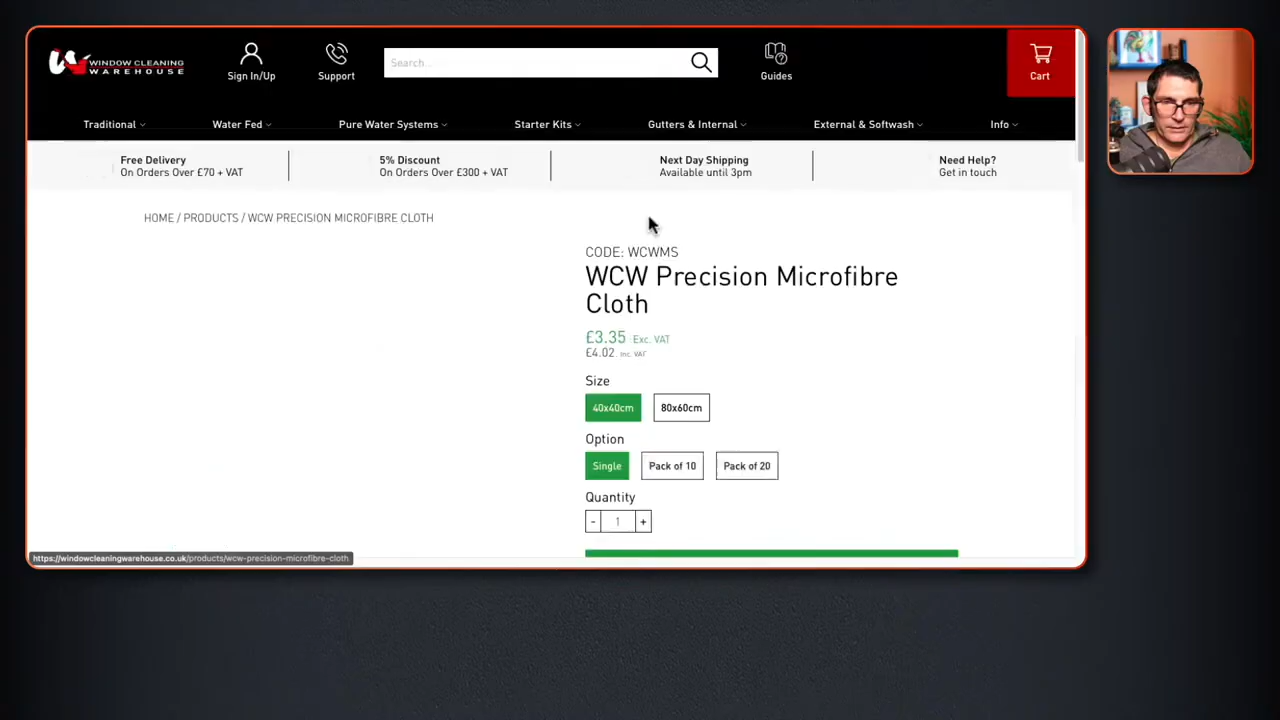 WINDOW CLEANING
WAREHOUSE
Sign In/Up
Support
Search...
Guides
Cart
Traditional
Water Fed
Pure Water Systems
Starter Kits
Gutters & Internal
External & Softwash
Info
Free Delivery
On Orders Over £70 + VAT
5% Discount
On Orders Over £300 + VAT
Next Day Shipping
Available until 3pm
Need Help?
Get in touch
HOME / PRODUCTS / WCW PRECISION MICROFIBRE CLOTH
CODE: WCWMS
WCW Precision Microfibre
Cloth
£3.35 Exc. VAT
£4.02 Inc. VAT
Size
40x40cm
80x60cm
Option
Single
Pack of 10
Pack of 20
Quantity
- 1 +
https://windowcleaningwarehouse.co.uk/products/wcw-precision-microfibre-cloth